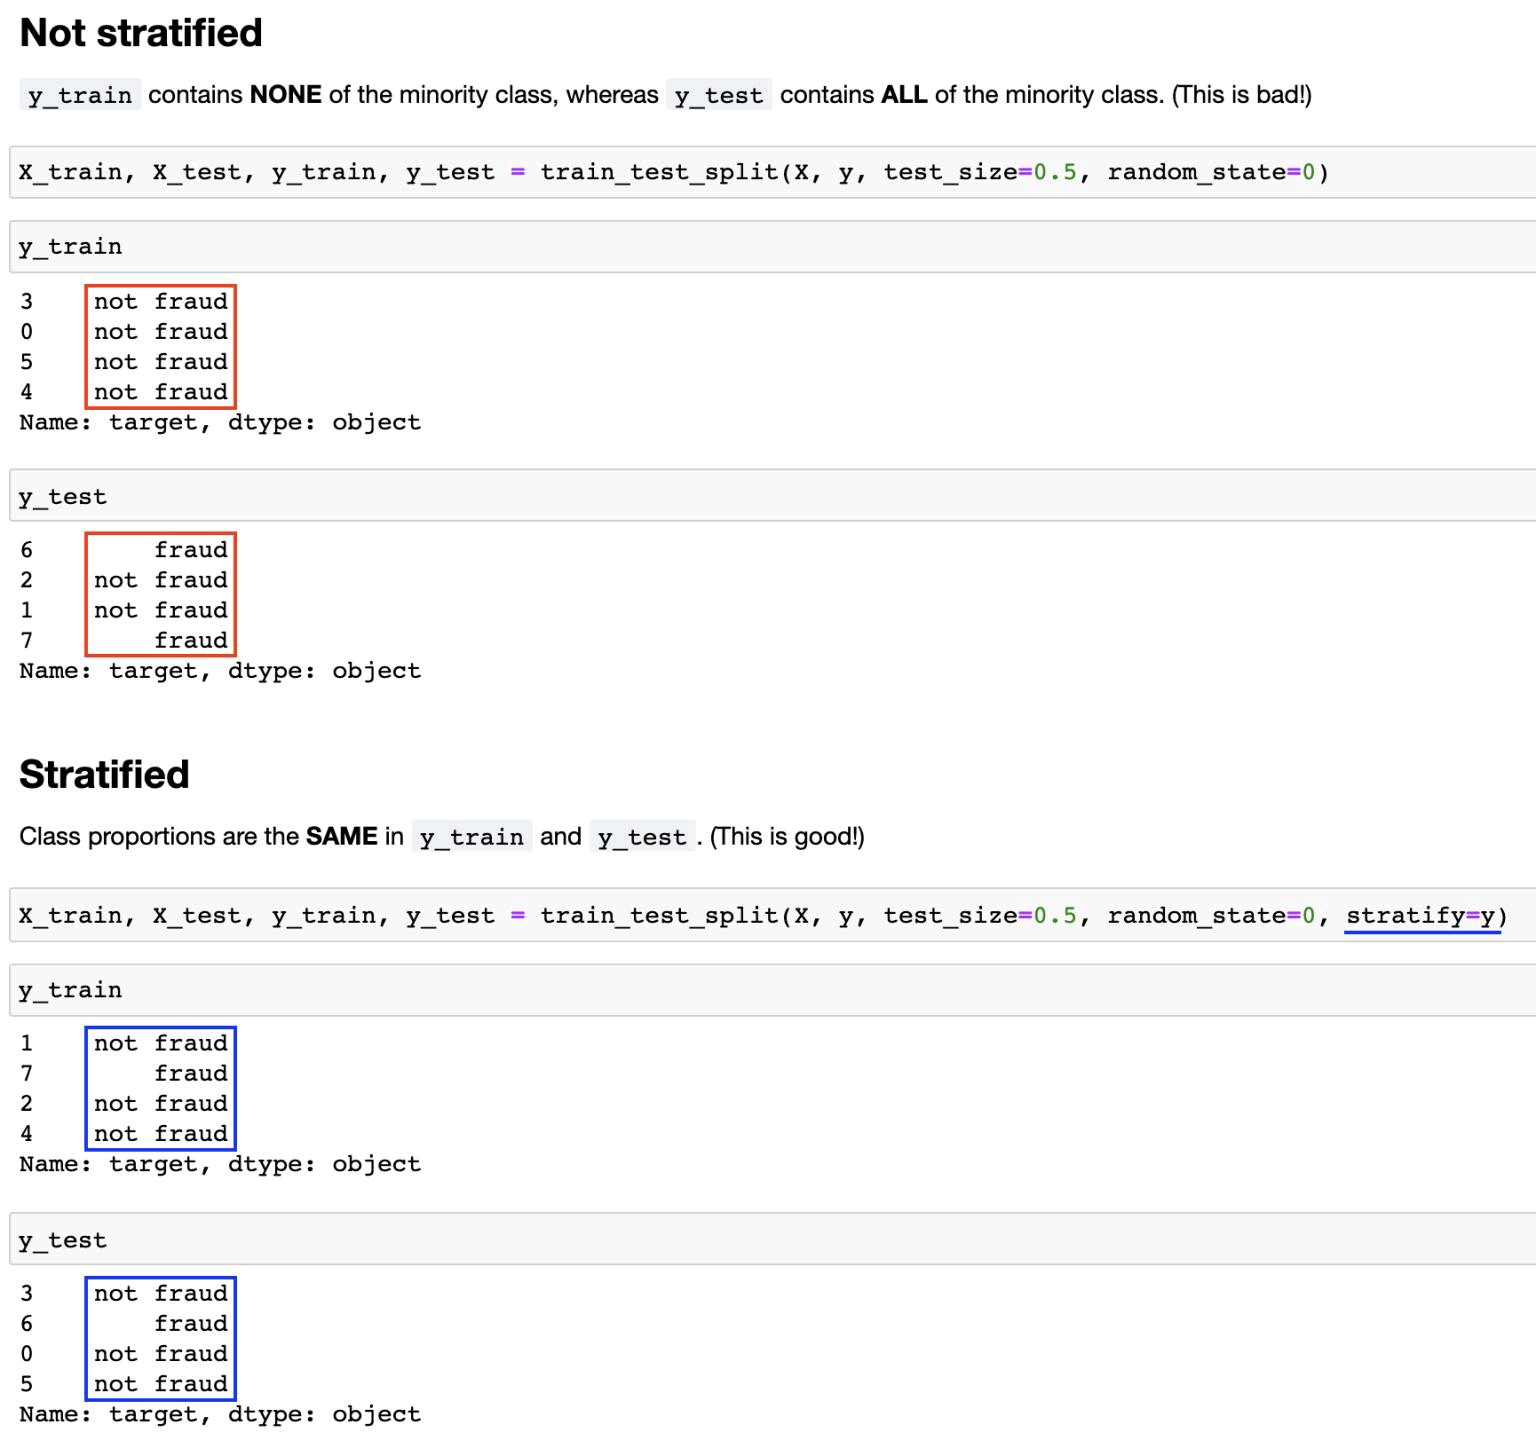 Not stratified
y_train contains NONE of the minority class, whereas y_test contains ALL of the minority class. (This is bad!)
X_train, X_test, y_train, y_test = train_test_split(X, y, test_size=0.5, random_state=0)
y_train
3    not fraud
0    not fraud
5    not fraud
4    not fraud
Name: target, dtype: object
y_test
6        fraud
2    not fraud
1    not fraud
7        fraud
Name: target, dtype: object
Stratified
Class proportions are the SAME in y_train and y_test. (This is good!)
X_train, X_test, y_train, y_test = train_test_split(X, y, test_size=0.5, random_state=0, stratify=y)
y_train
1    not fraud
7        fraud
2    not fraud
4    not fraud
Name: target, dtype: object
y_test
3    not fraud
6        fraud
0    not fraud
5    not fraud
Name: target, dtype: object